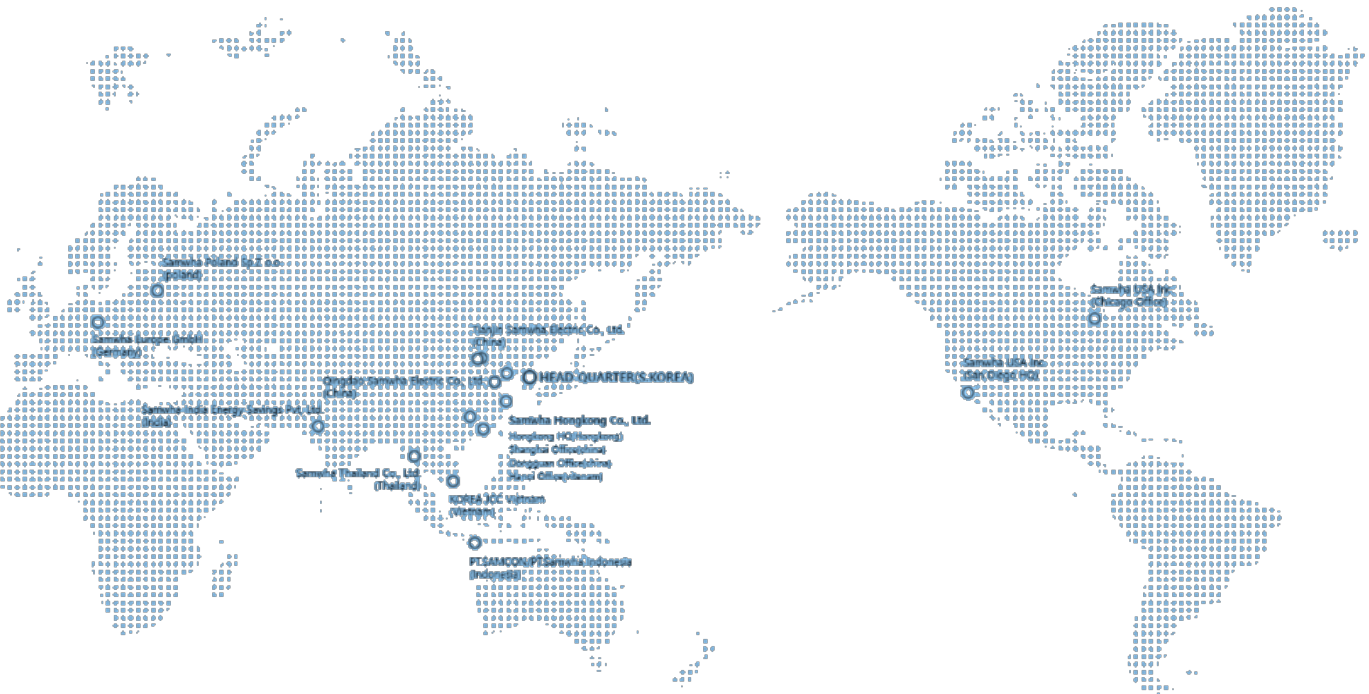 Samwha Poland Sp.Z o.o
(poland)
Samwha Europe GmbH
(Germany)
Tianjin Samwha Electric Co., Ltd.
(China)
HEAD QUARTER(S.KOREA)
Qingdao Samwha Electric Co., Ltd.
(China)
Samwha India Energy Savings Pvt, Ltd.
(India)
Samwha Hongkong Co., Ltd.
Hongkong HQ(Hongkong)
Shanghai Office(china)
Dongguan Office(china)
Hanoi Office(vitanam)
Samwha Thailand Co., Ltd
(Thailand)
KOREA JCC Vietnam
(Vietnam)
PT.SAMCON/PT.Samwha Indonesia
(Indonesia)
Samwha USA Inc.
(Chicago Office)
Samwha USA Inc.
(San Diego HQ)